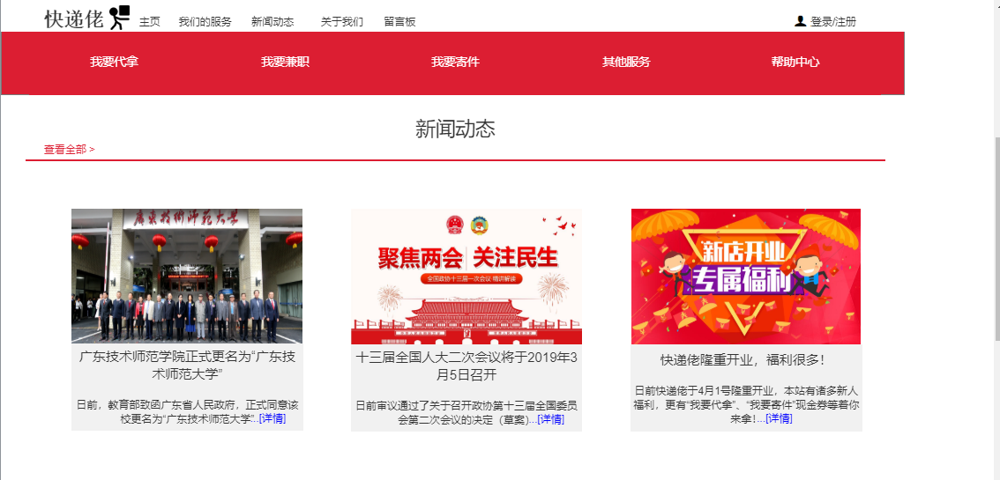 快递佬 主页 我们的服务 新闻动态 关于我们 留言板 登录/注册
我要代拿 我要兼职 我要寄件 其他服务 帮助中心
新闻动态
查看全部 >
广东技术师范大学
聚焦两会 关注民生
全国政协十三届一次会议 精讲解读
新店开业
专属福利
广东技术师范学院正式更名为“广东技
术师范大学”
日前，教育部致函广东省人民政府，正式同意该
校更名为“广东技术师范大学”...[详情]
十三届全国人大二次会议将于2019年3
月5日召开
日前审议通过了关于召开政协第十三届全国委员
会第二次会议的决定（草案）...[详情]
快递佬隆重开业，福利很多！
日前快递佬于4月1号隆重开业，本站有诸多新人
福利，更有“我要代拿”、“我要寄件”现金券等着你
来拿！...[详情]